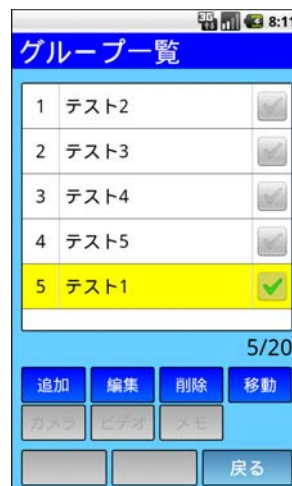 3G 8:11
グループ一覧
1 テスト2
2 テスト3
3 テスト4
4 テスト5
5 テスト1
5/20
追加 編集 削除 移動
カメラ ビデオ メモ
戻る